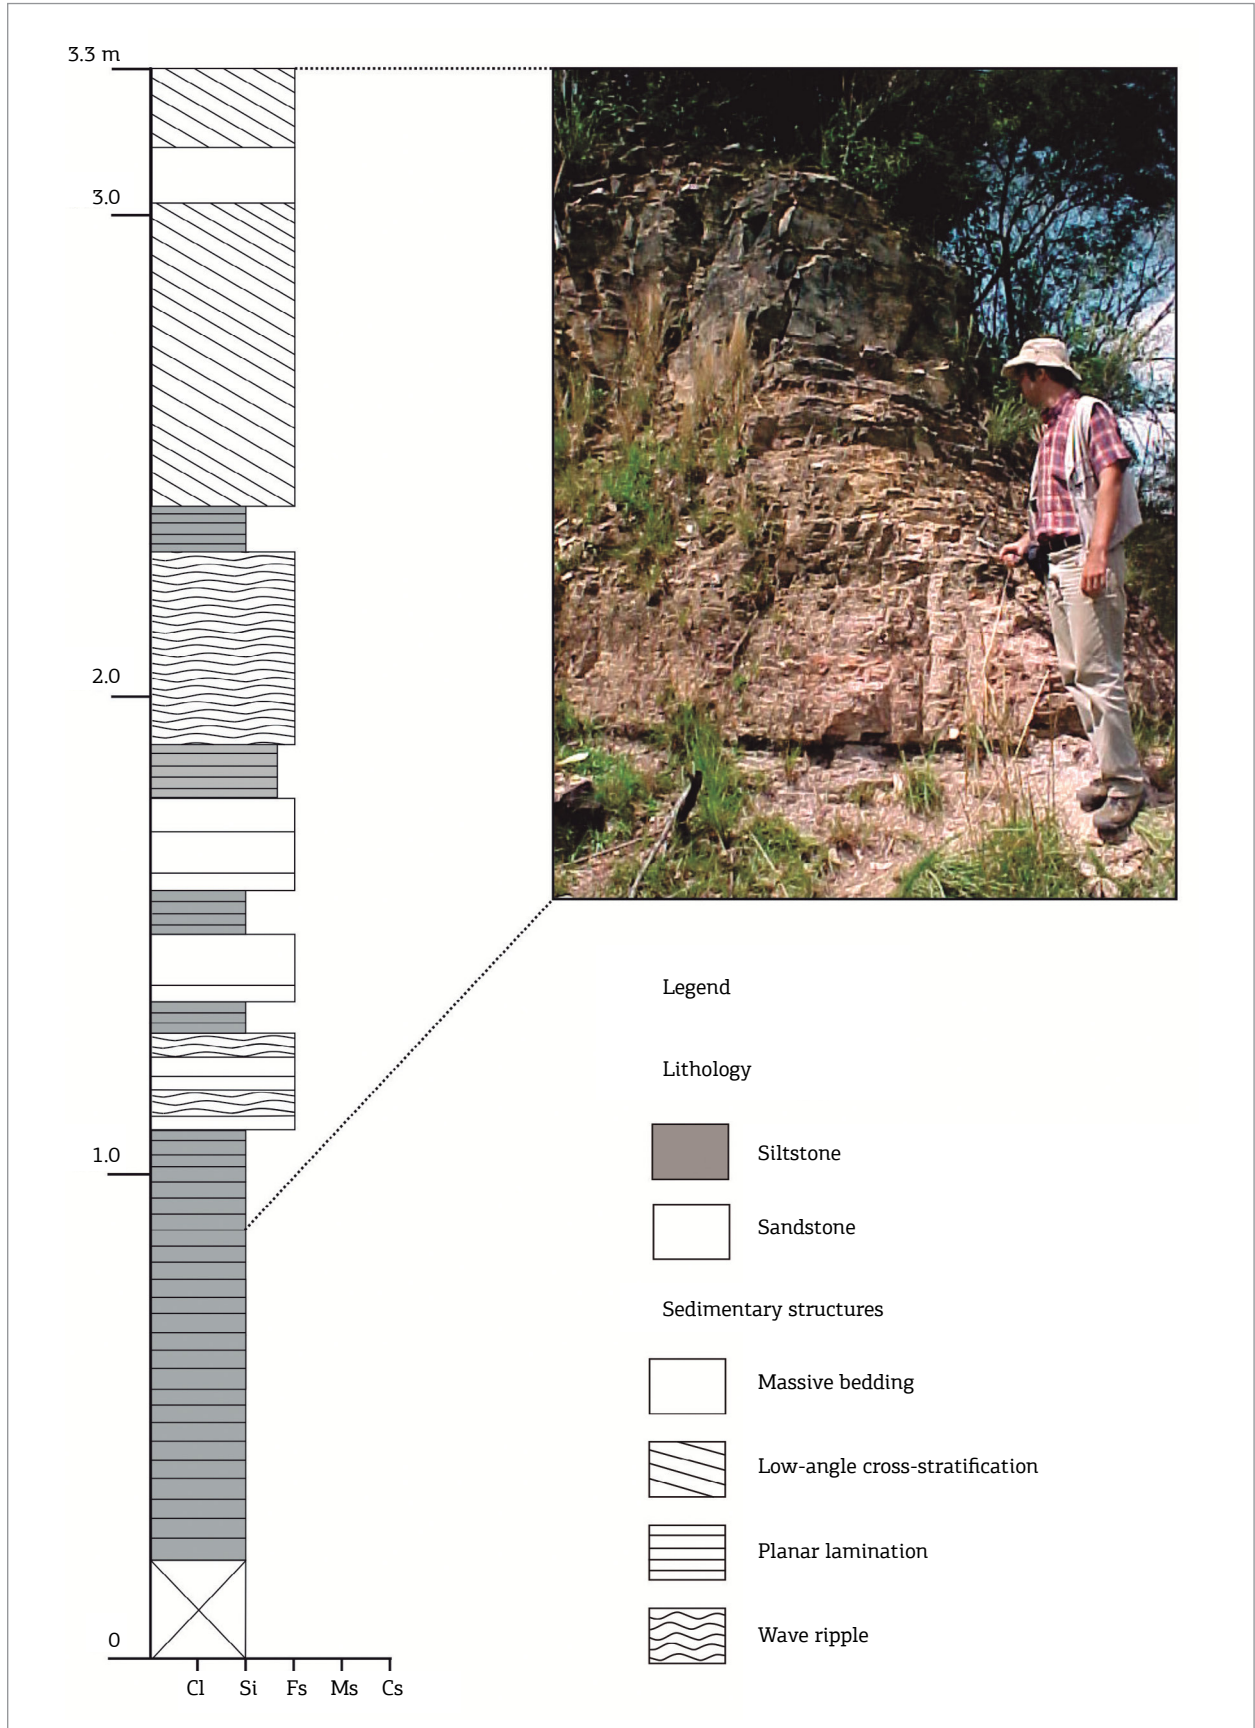 3.3 m
3.0
2.0
1.0
0
Cl Si Fs Ms Cs
Legend
Lithology
Siltstone
Sandstone
Sedimentary structures
Massive bedding
Low-angle cross-stratification
Planar lamination
Wave ripple